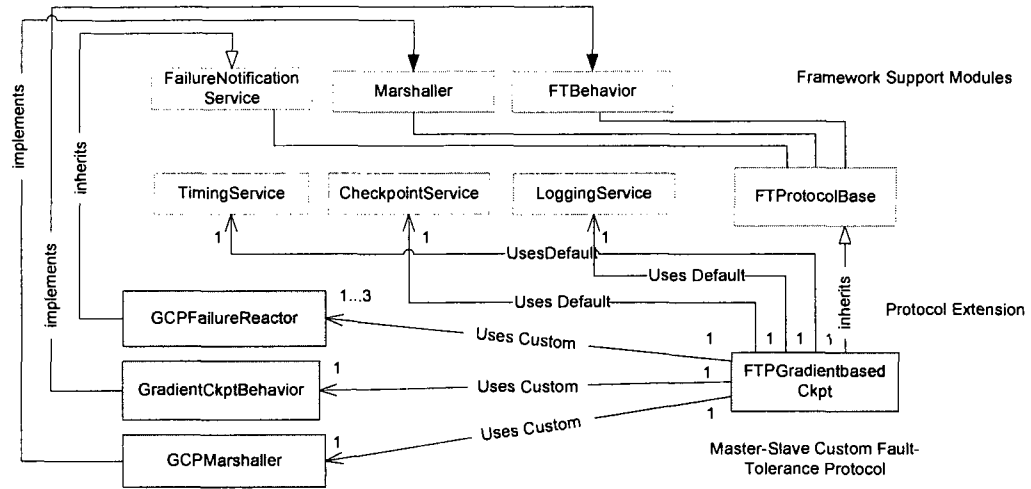 FailureNotification
Service
Marshaller
FTBehavior
Framework Support Modules
implements
inherits
implements
TimingService
CheckpointService
LoggingService
FTProtocolBase
1
1
1
UsesDefault
Uses Default
Uses Default
inherits
Protocol Extension
GCPFailureReactor
1...3
Uses Custom
1
1
1
1
1
FTPGradientbased
Ckpt
GradientCkptBehavior
1
Uses Custom
1
GCPMarshaller
1
Uses Custom
1
Master-Slave Custom Fault-
Tolerance Protocol